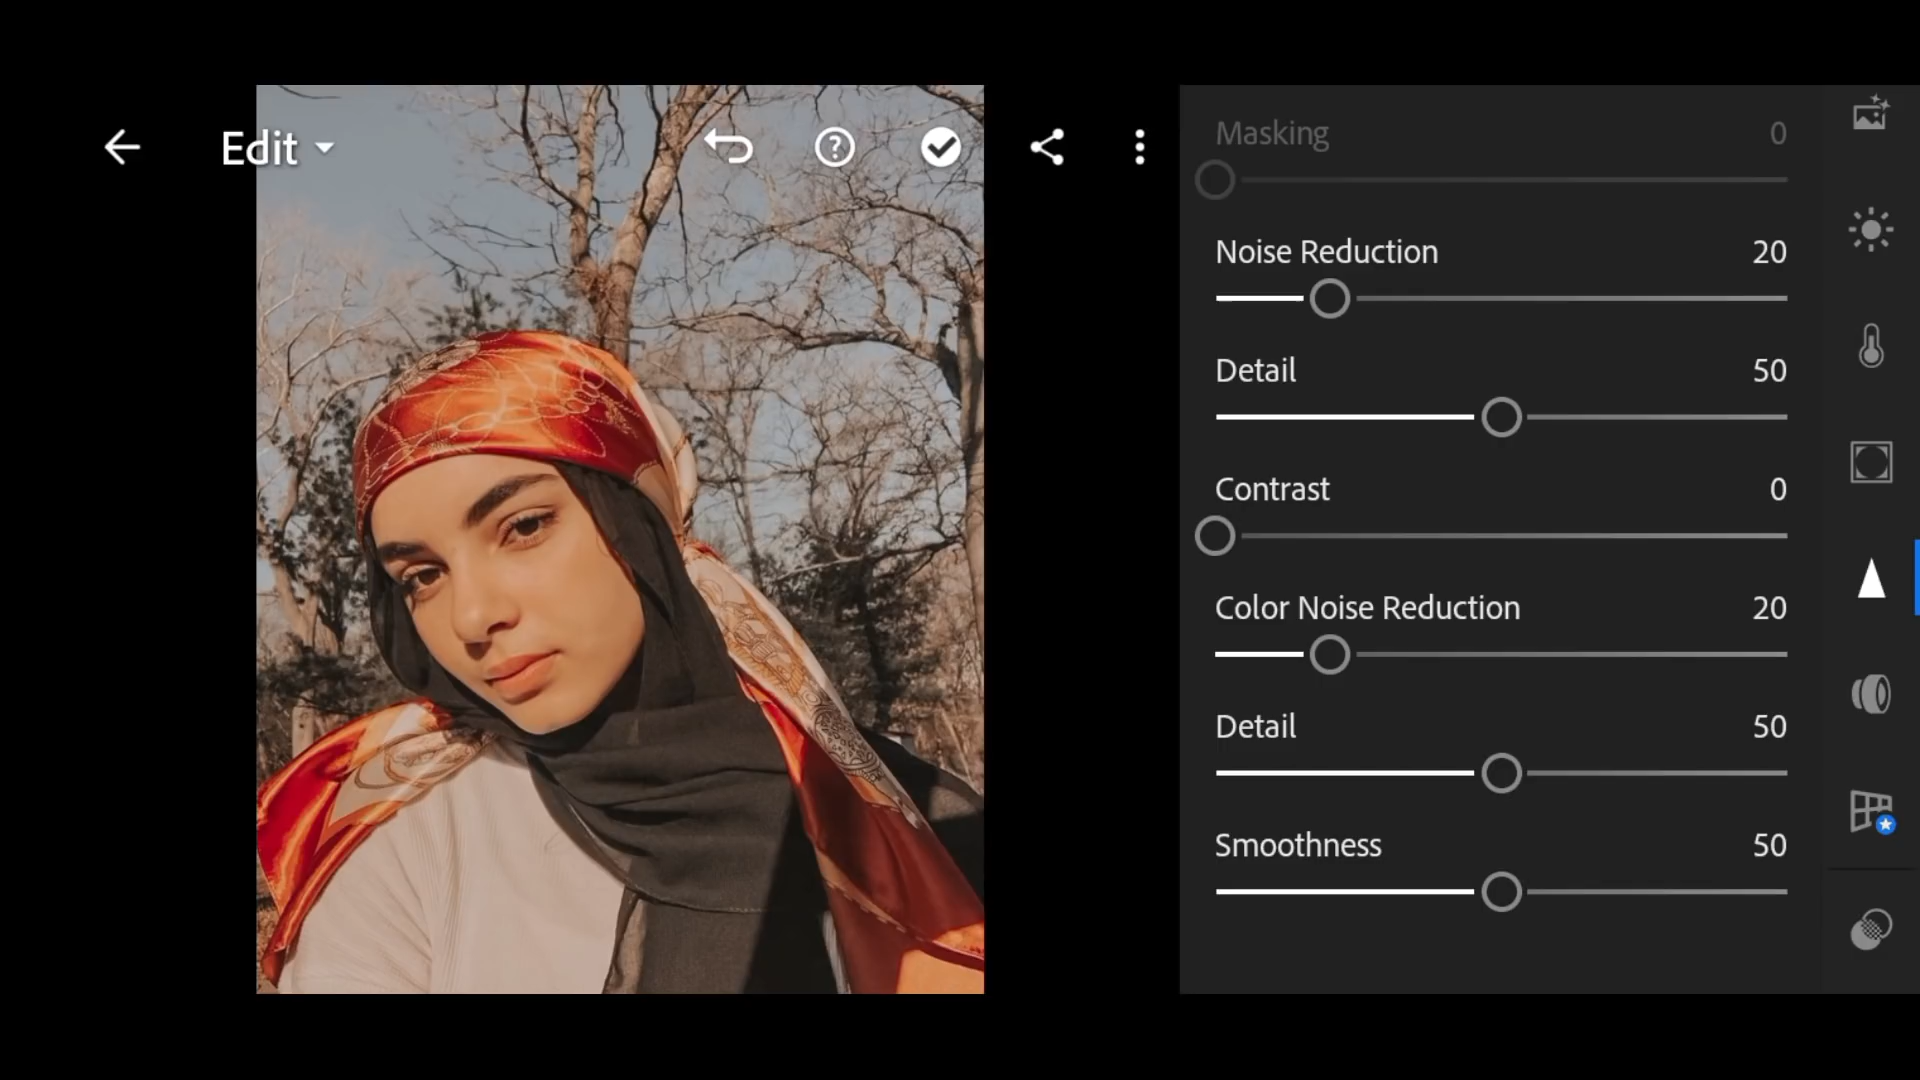 Edit
Masking 0
Noise Reduction 20
Detail 50
Contrast 0
Color Noise Reduction 20
Detail 50
Smoothness 50